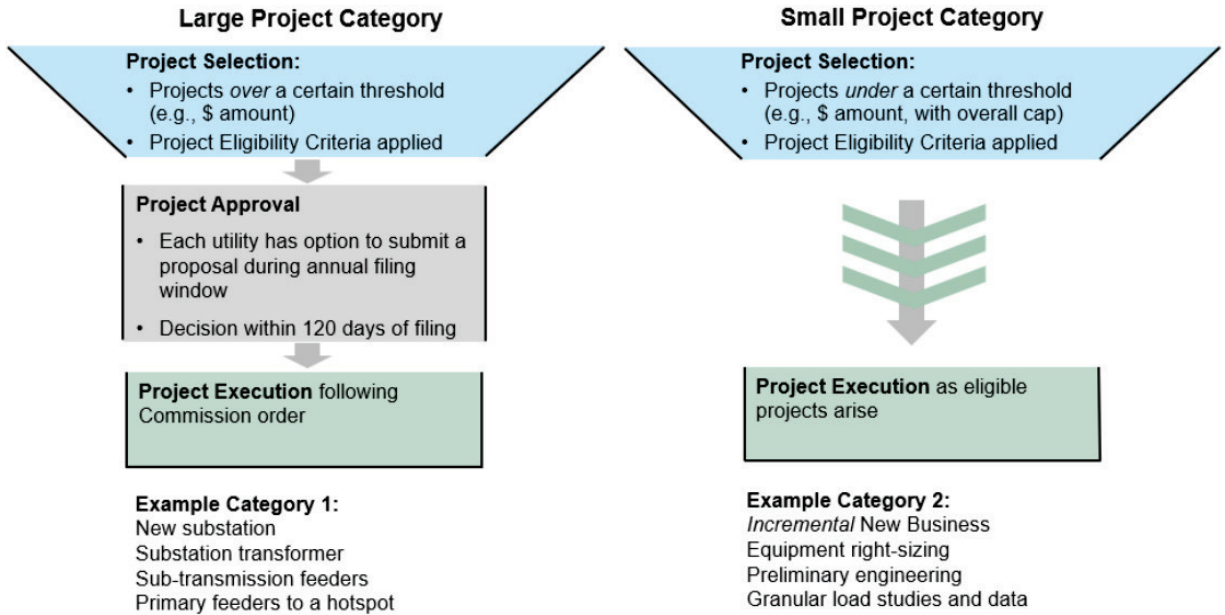 Large Project Category
Project Selection:
• Projects over a certain threshold
(e.g., $ amount)
• Project Eligibility Criteria applied
Project Approval
• Each utility has option to submit a
proposal during annual filing
window
• Decision within 120 days of filing
Project Execution following
Commission order
Example Category 1:
New substation
Substation transformer
Sub-transmission feeders
Primary feeders to a hotspot
Small Project Category
Project Selection:
• Projects under a certain threshold
(e.g., $ amount, with overall cap)
• Project Eligibility Criteria applied
Project Execution as eligible
projects arise
Example Category 2:
Incremental New Business
Equipment right-sizing
Preliminary engineering
Granular load studies and data